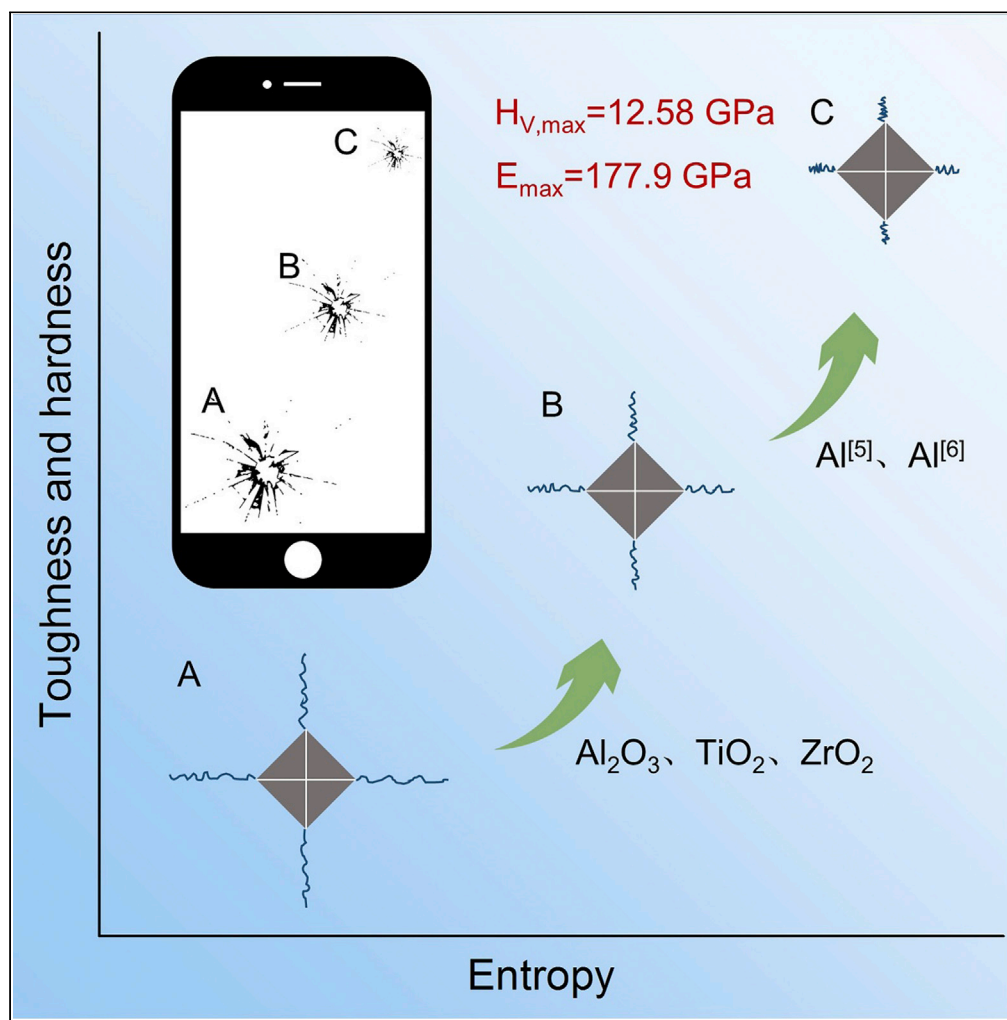 Toughness and hardness
C
B
A
H_V,max=12.58 GPa
E_max=177.9 GPa
C
B
Al^[5]、Al^[6]
A
Al₂O₃、TiO₂、ZrO₂
Entropy